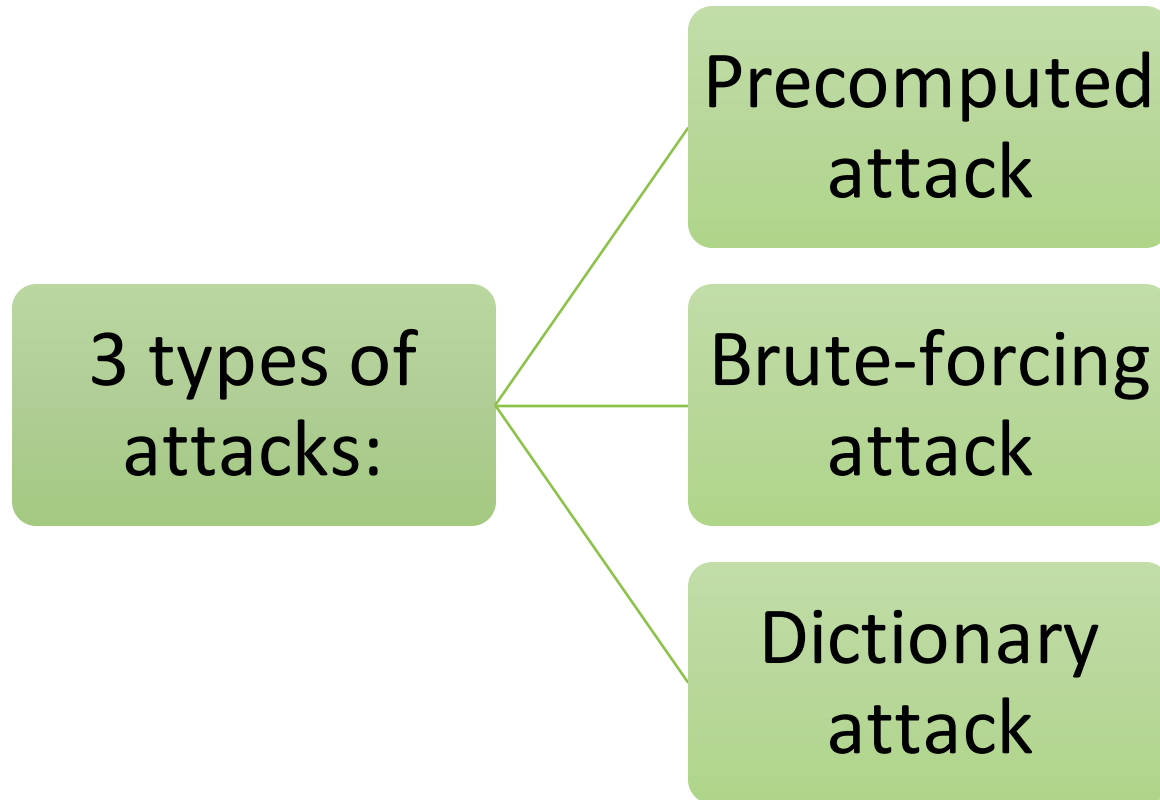 3 types of
attacks:
Precomputed
attack
Brute-forcing
attack
Dictionary
attack